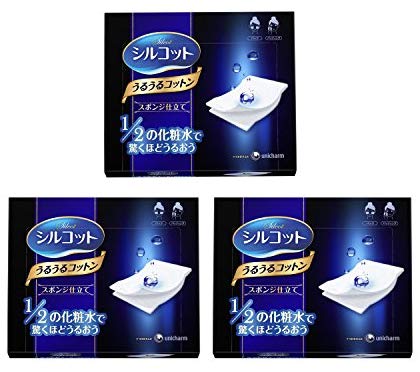 Silcot
シルコット
うるうるコットン
スポンジ仕立て
1/2の化粧水で
驚くほどうるおう
unicharm
Silcot
シルコット
うるうるコットン
スポンジ仕立て
1/2の化粧水で
驚くほどうるおう
unicharm
Silcot
シルコット
うるうるコットン
スポンジ仕立て
1/2の化粧水で
驚くほどうるおう
unicharm